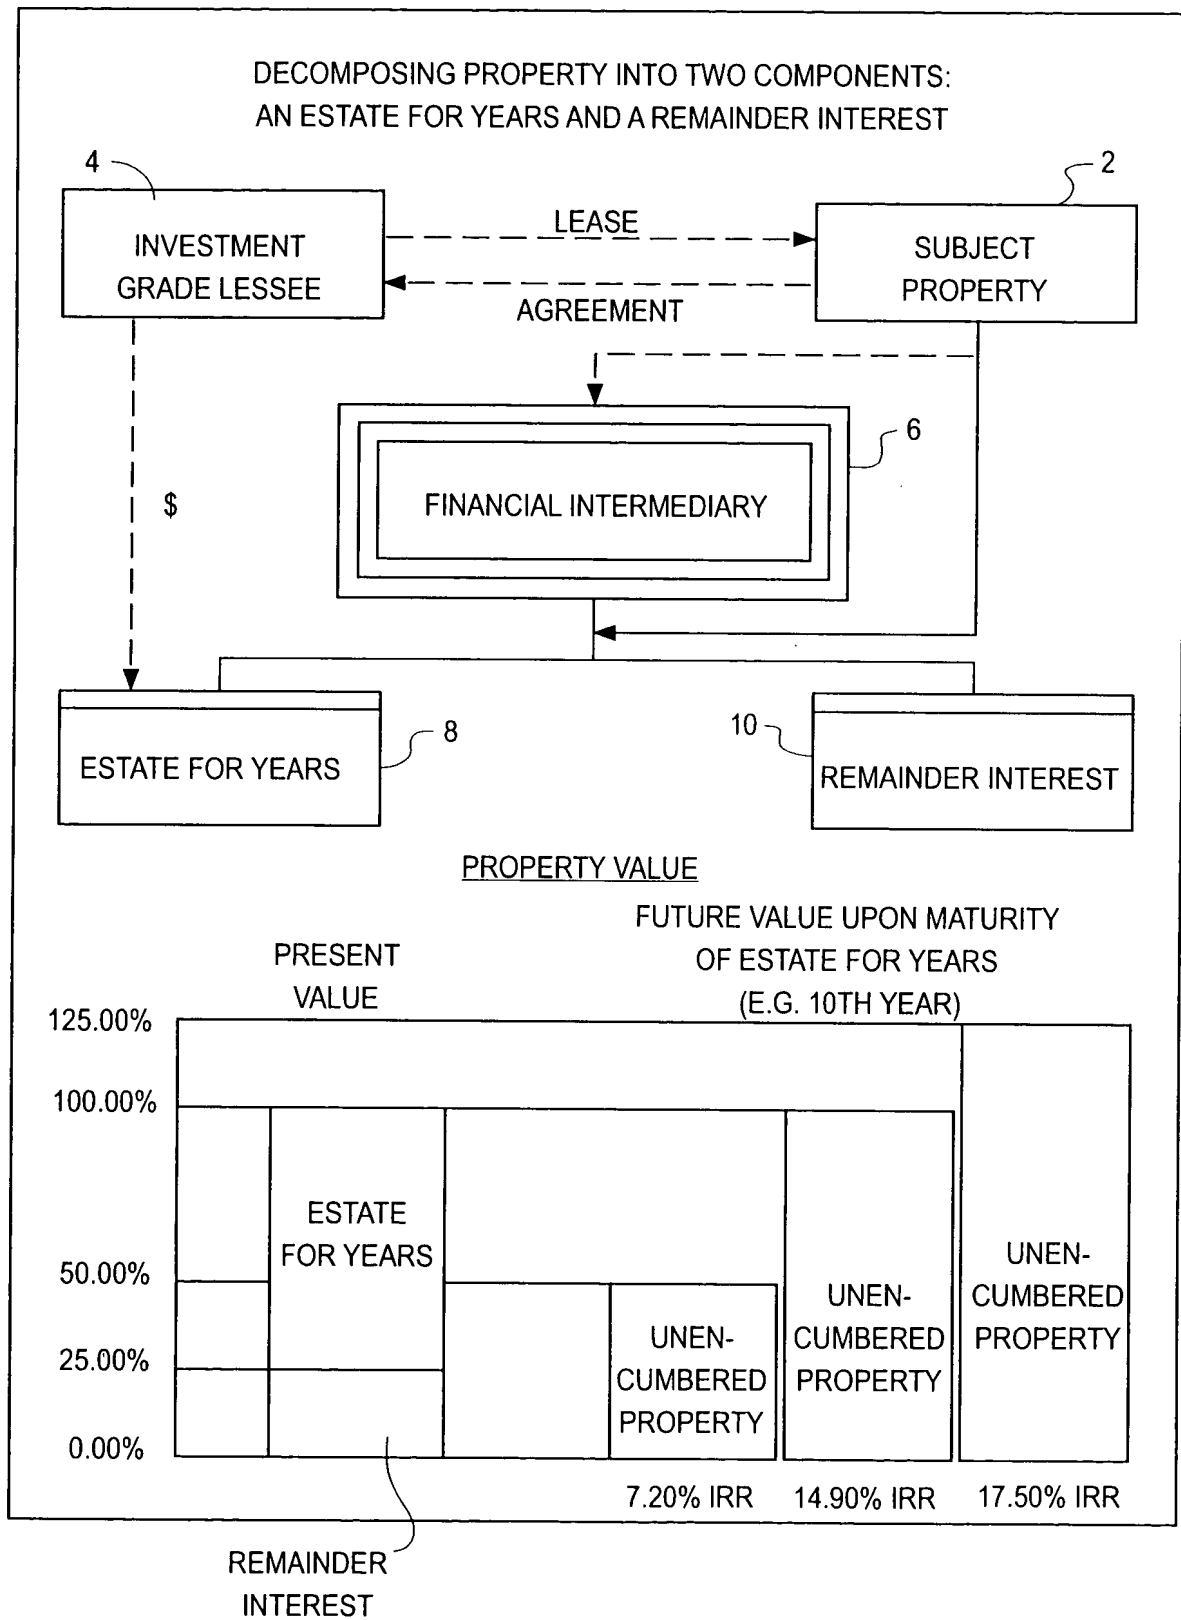 DECOMPOSING PROPERTY INTO TWO COMPONENTS:
AN ESTATE FOR YEARS AND A REMAINDER INTEREST
4
2
INVESTMENT
GRADE LESSEE
LEASE
AGREEMENT
SUBJECT
PROPERTY
6
FINANCIAL INTERMEDIARY
$
8
ESTATE FOR YEARS
10
REMAINDER INTEREST
PROPERTY VALUE
PRESENT
VALUE
FUTURE VALUE UPON MATURITY
OF ESTATE FOR YEARS
(E.G. 10TH YEAR)
125.00%
100.00%
50.00%
25.00%
0.00%
ESTATE
FOR YEARS
UNEN-
CUMBERED
PROPERTY
UNEN-
CUMBERED
PROPERTY
UNEN-
CUMBERED
PROPERTY
7.20% IRR
14.90% IRR
17.50% IRR
REMAINDER
INTEREST